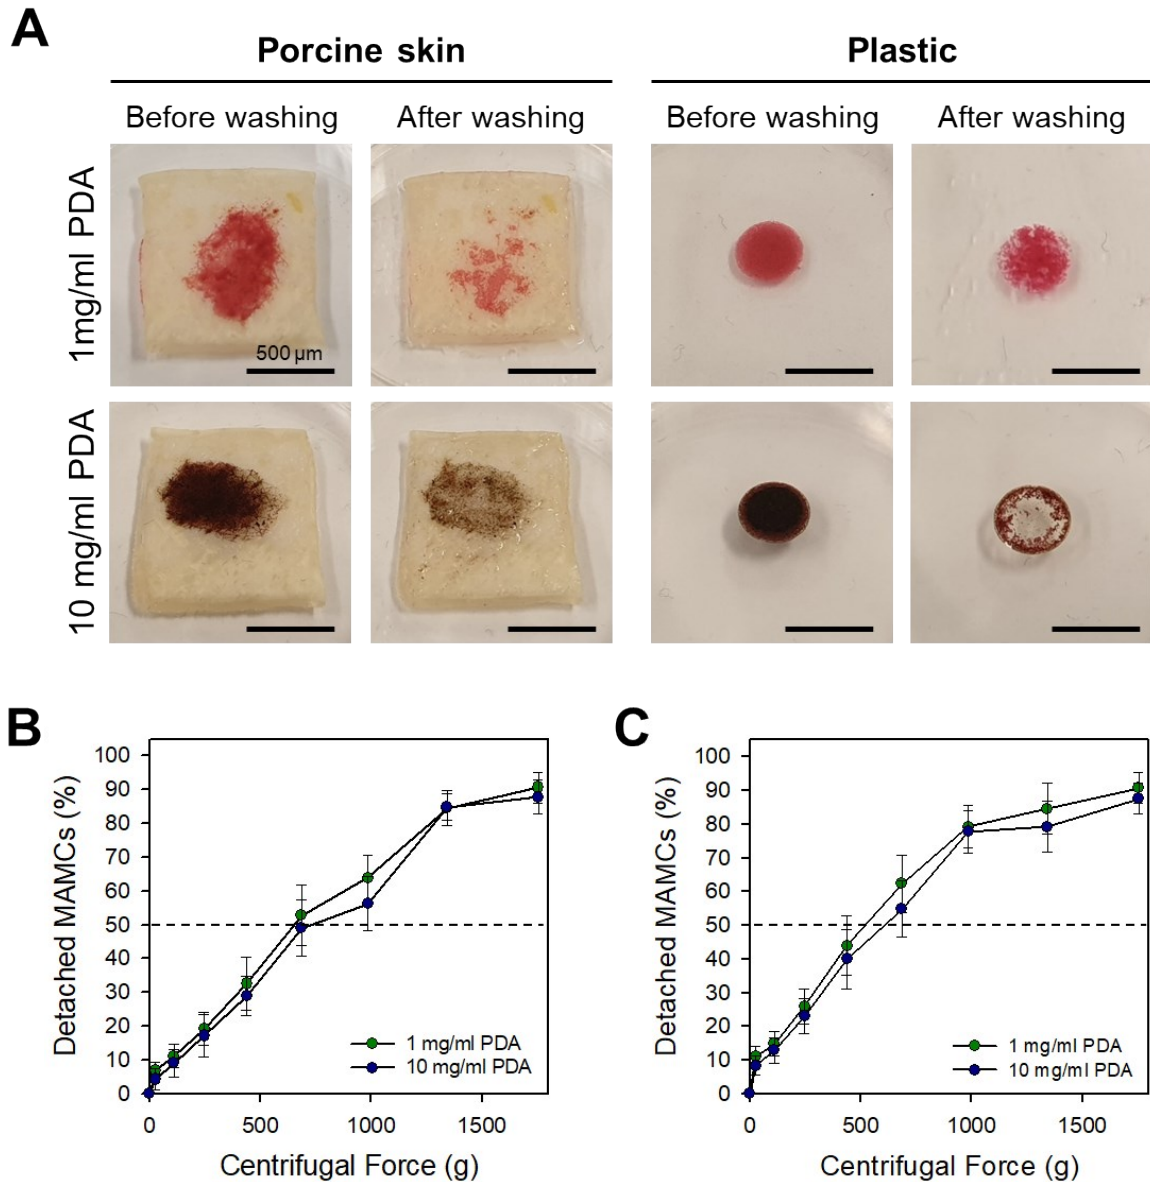 A
Porcine skin
Plastic
Before washing
After washing
Before washing
After washing
1mg/ml PDA
500 µm
10 mg/ml PDA
B
Detached MAMCs (%)
100
90
80
70
60
50
40
30
20
10
0
1 mg/ml PDA
10 mg/ml PDA
0 500 1000 1500
Centrifugal Force (g)
C
Detached MAMCs (%)
100
90
80
70
60
50
40
30
20
10
0
1 mg/ml PDA
10 mg/ml PDA
0 500 1000 1500
Centrifugal Force (g)